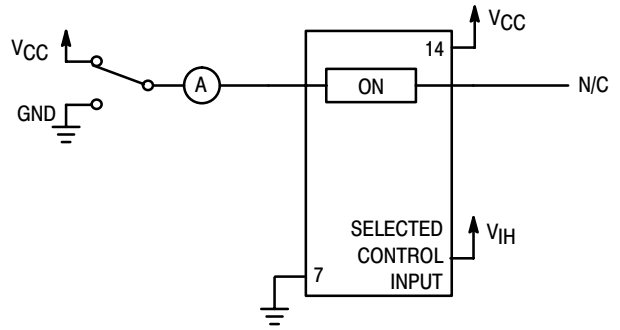 VCC
14
VCC
A
ON
N/C
GND
SELECTED
CONTROL
INPUT
VIH
7